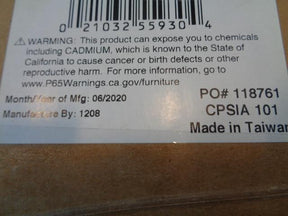 0 21032 55930 4
⚠ WARNING: This product can expose you to chemicals
including CADMIUM, which is known to the State of
California to cause cancer or birth defects or other
reproductive harm. For more information, go to
www.P65Warnings.ca.gov/furniture
Month/Year of Mfg: 06/2020
Manufacture By: 1208
PO# 118761
CPSIA 101
Made in Taiwan